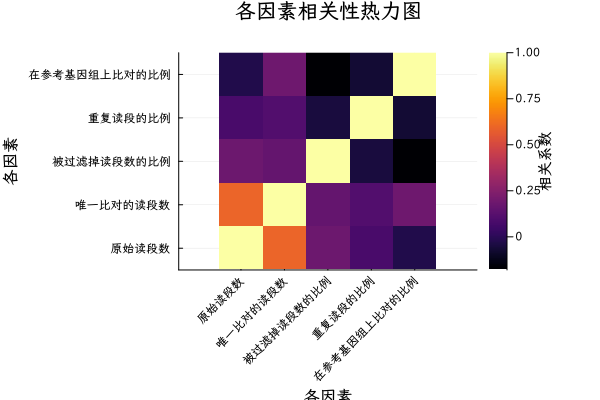 各因素相关性热力图
在参考基因组上比对的比例
重复读段的比例
被过滤掉读段数的比例
唯一比对的读段数
原始读段数
各因素
原始读段数
唯一比对的读段数
被过滤掉读段数的比例
重复读段的比例
在参考基因组上比对的比例
各因素
1.00
0.75
0.50
0.25
0
相关系数